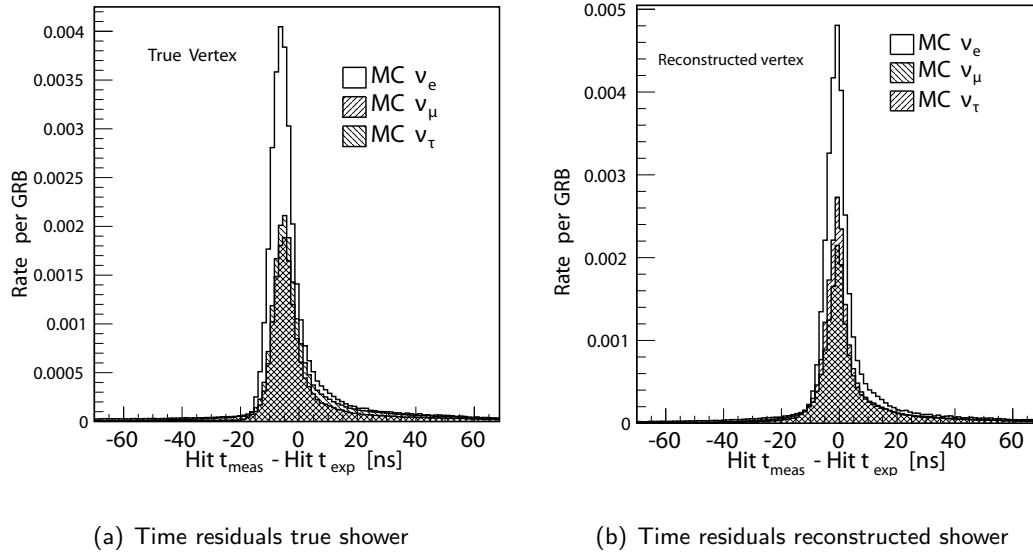 0.004
0.0035
0.003
0.0025
0.002
0.0015
0.001
0.0005
0
Rate per GRB
True Vertex
MC νe
MC νμ
MC ντ
-60 -40 -20 0 20 40 60
Hit tmeas - Hit texp [ns]
(a) Time residuals true shower
0.005
0.004
0.003
0.002
0.001
0
Rate per GRB
Reconstructed vertex
MC νe
MC νμ
MC ντ
-60 -40 -20 0 20 40 60
Hit tmeas - Hit texp [ns]
(b) Time residuals reconstructed shower